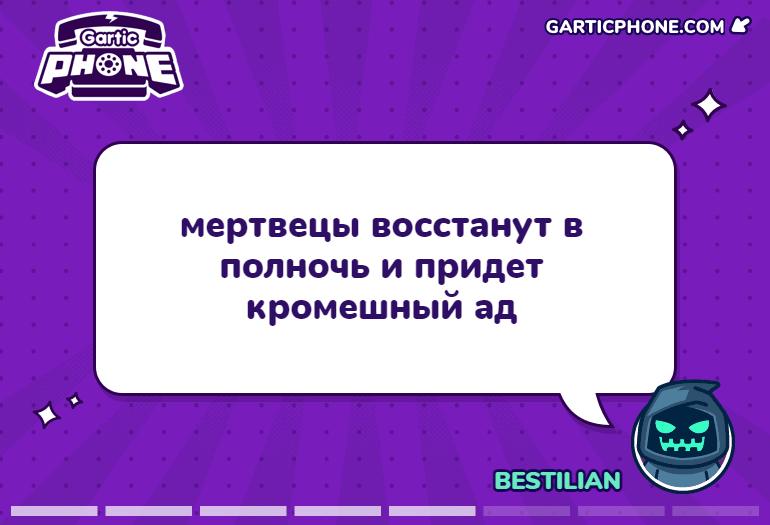 Gartic
PHONE
GARTICPHONE.COM
мертвецы восстанут в
полночь и придет
кромешный ад
BESTILIAN